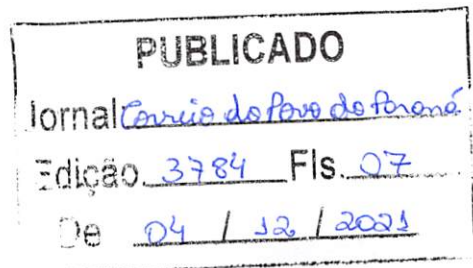 PUBLICADO
Jornal Correio do Povo do Paraná
Edição 3784 Fls. 07
De 04 / 12 / 2021